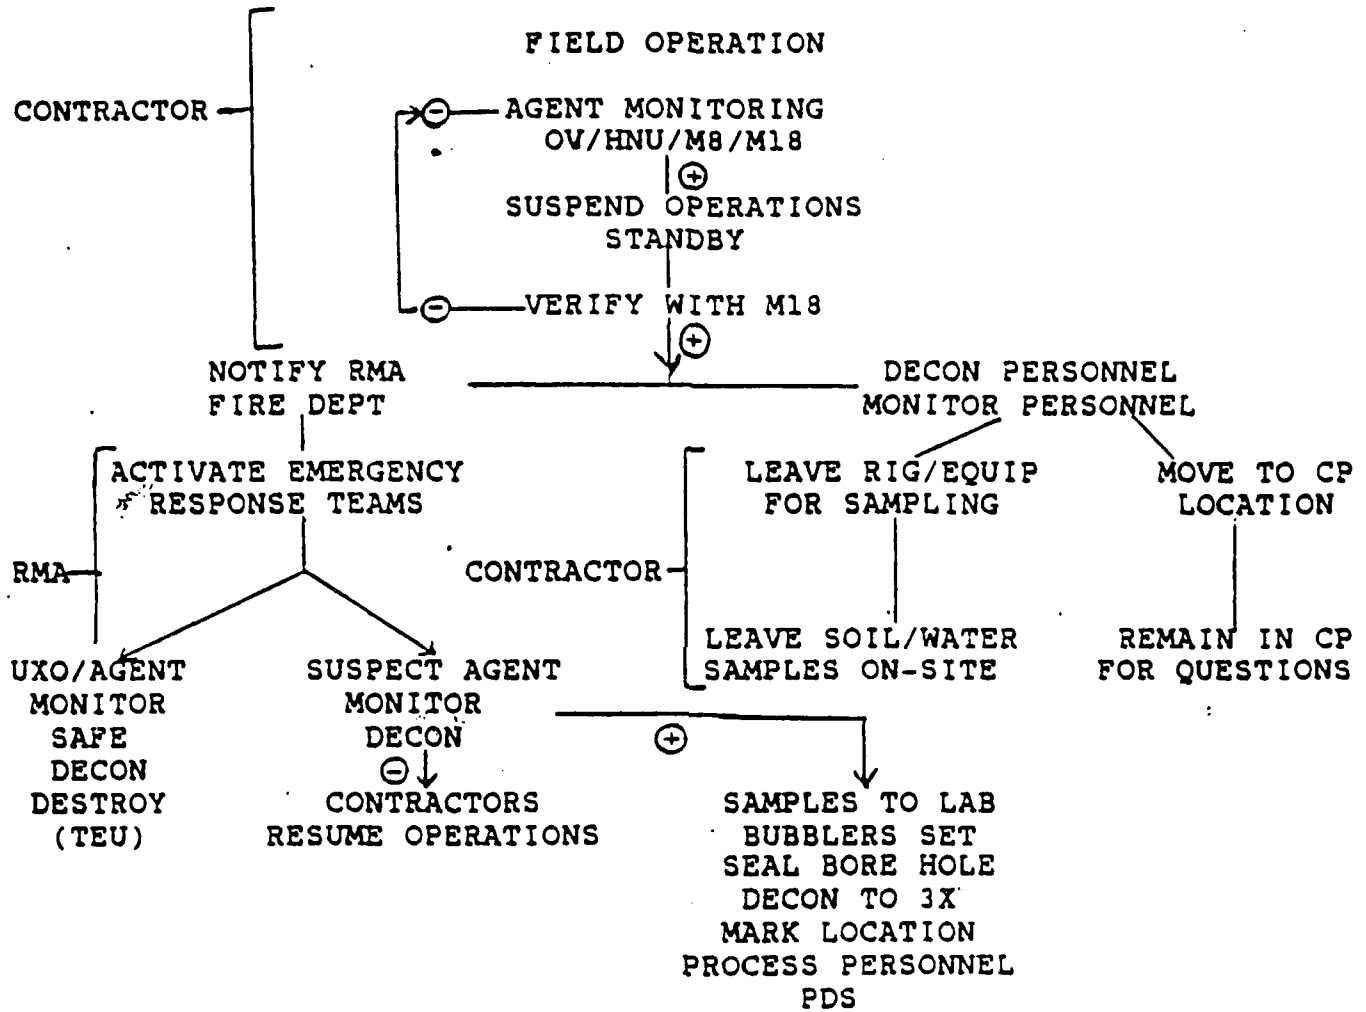 FIELD OPERATION
CONTRACTOR
− AGENT MONITORING
OV/HNU/M8/M18
+
SUSPEND OPERATIONS
STANDBY
− VERIFY WITH M18
+
NOTIFY RMA
FIRE DEPT
DECON PERSONNEL
MONITOR PERSONNEL
ACTIVATE EMERGENCY
RESPONSE TEAMS
LEAVE RIG/EQUIP
FOR SAMPLING
MOVE TO CP
LOCATION
RMA
CONTRACTOR
LEAVE SOIL/WATER
SAMPLES ON-SITE
REMAIN IN CP
FOR QUESTIONS
UXO/AGENT
MONITOR
SAFE
DECON
DESTROY
(TEU)
SUSPECT AGENT
MONITOR
DECON
−
CONTRACTORS
RESUME OPERATIONS
+
SAMPLES TO LAB
BUBBLERS SET
SEAL BORE HOLE
DECON TO 3X
MARK LOCATION
PROCESS PERSONNEL
PDS